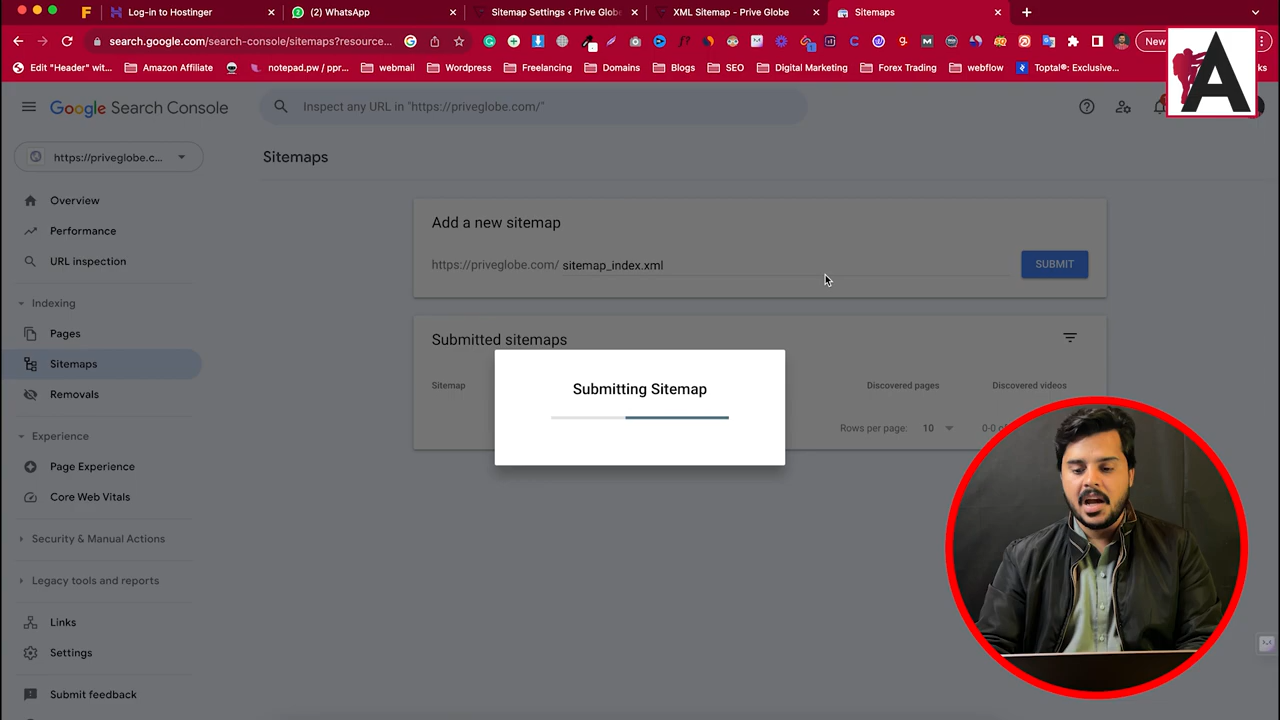 F
Log-in to Hostinger
(2) WhatsApp
Sitemap Settings ‹ Prive Glob
XML Sitemap - Prive Globe
Sitemaps
search.google.com/search-console/sitemaps?resource...
New
Edit "Header" wit...
Amazon Affiliate
notepad.pw / ppr...
webmail
Wordpress
Freelancing
Domains
Blogs
SEO
Digital Marketing
Forex Trading
webflow
Toptal®: Exclusive...
A
Google Search Console
Inspect any URL in "https://priveglobe.com/"
https://priveglobe.c...
Sitemaps
Overview
Performance
URL inspection
Indexing
Pages
Sitemaps
Removals
Experience
Page Experience
Core Web Vitals
Security & Manual Actions
Legacy tools and reports
Links
Settings
Submit feedback
Add a new sitemap
https://priveglobe.com/ sitemap_index.xml
SUBMIT
Submitted sitemaps
Sitemap
Discovered pages
Discovered videos
Rows per page: 10
0-0 of
Submitting Sitemap